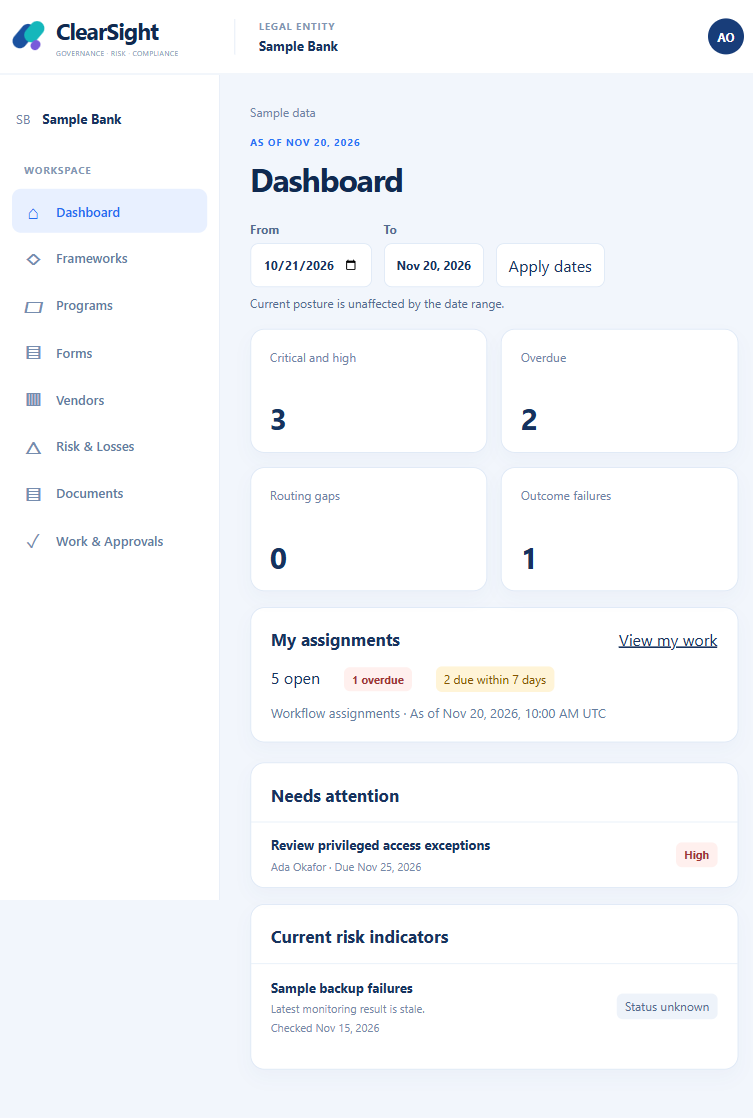 ClearSight
GOVERNANCE · RISK · COMPLIANCE
LEGAL ENTITY
Sample Bank
AO
SB Sample Bank
WORKSPACE
Dashboard
Frameworks
Programs
Forms
Vendors
Risk & Losses
Documents
Work & Approvals
Sample data
AS OF NOV 20, 2026
Dashboard
From To
10/21/2026 Nov 20, 2026 Apply dates
Current posture is unaffected by the date range.
Critical and high
3
Overdue
2
Routing gaps
0
Outcome failures
1
My assignments View my work
5 open 1 overdue 2 due within 7 days
Workflow assignments · As of Nov 20, 2026, 10:00 AM UTC
Needs attention
Review privileged access exceptions
Ada Okafor · Due Nov 25, 2026
High
Current risk indicators
Sample backup failures
Latest monitoring result is stale.
Checked Nov 15, 2026
Status unknown